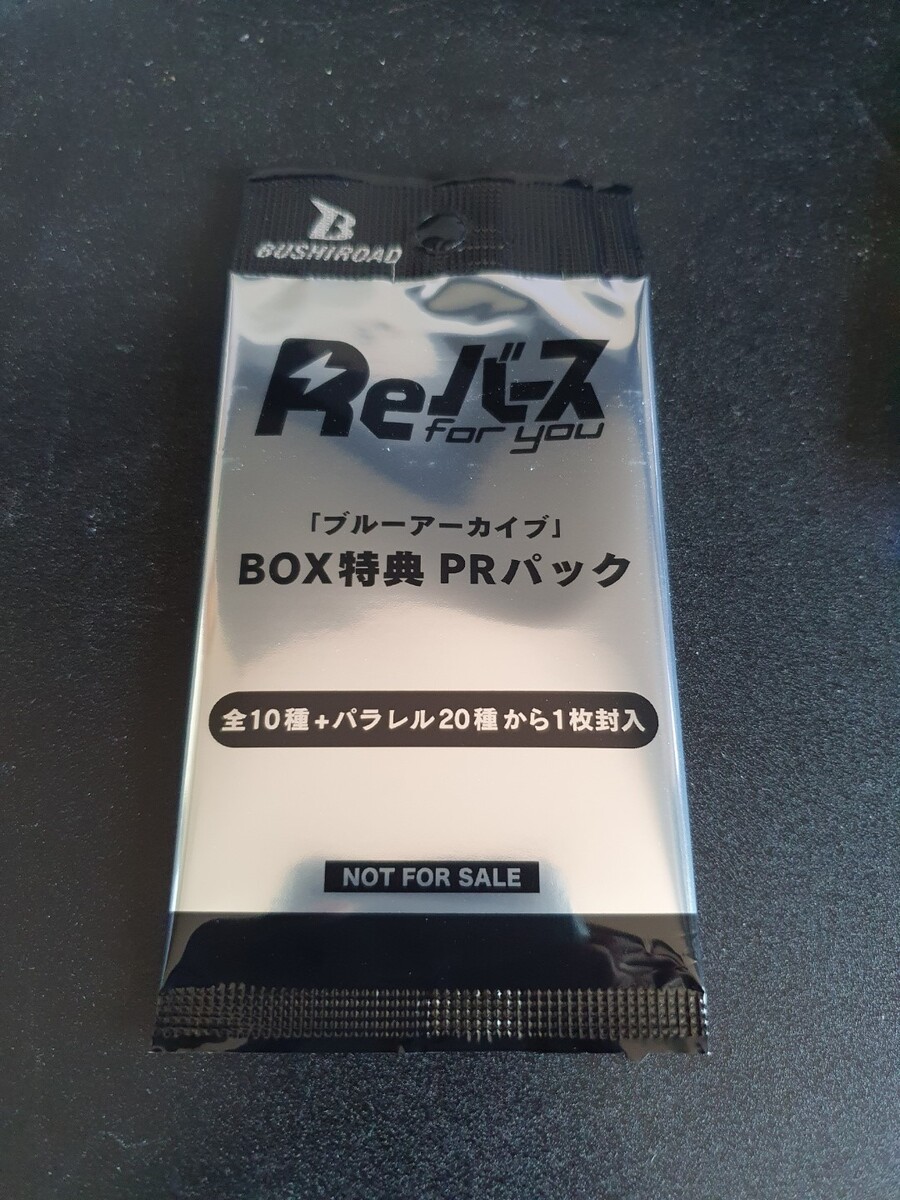 B
BUSHIROAD
Reバース
for you
「ブルーアーカイブ」
BOX特典 PRパック
全10種+パラレル20種から1枚封入
NOT FOR SALE